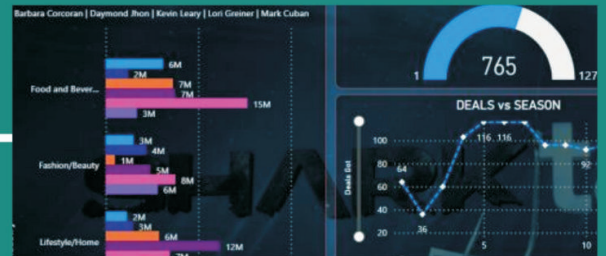 Barbara Corcoran | Daymond Jhon | Kevin Leary | Lori Greiner | Mark Cuban
Food and Bever...
6M
2M
7M
7M
15M
3M
Fashion/Beauty
3M
4M
1M
5M
8M
6M
Lifestyle/Home
2M
3M
6M
12M
7M
765
1
127
DEALS vs SEASON
Deals Got
100
80
60
40
20
64
36
116
116
92
5
10
SHARK